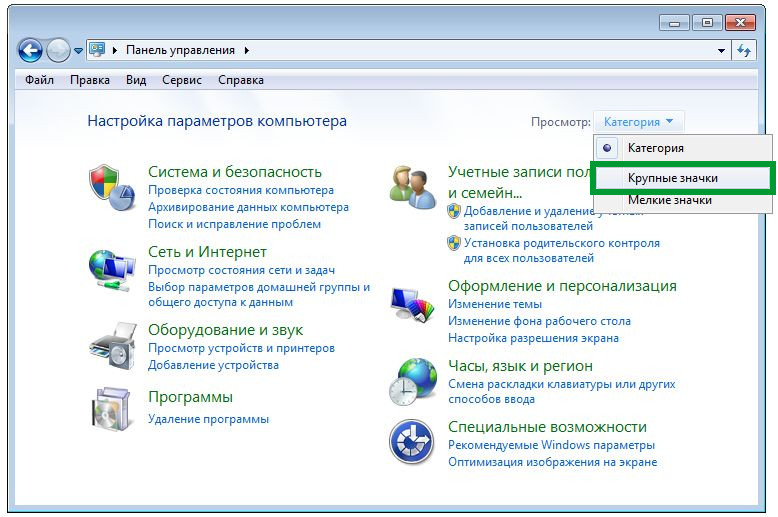 Панель управления
Файл Правка Вид Сервис Справка
Настройка параметров компьютера
Просмотр: Категория
Категория
Крупные значки
Мелкие значки
Система и безопасность
Проверка состояния компьютера
Архивирование данных компьютера
Поиск и исправление проблем
Сеть и Интернет
Просмотр состояния сети и задач
Выбор параметров домашней группы и
общего доступа к данным
Оборудование и звук
Просмотр устройств и принтеров
Добавление устройства
Программы
Удаление программы
Учетные записи пол
и семейн...
Добавление и удаление учетных
записей пользователей
Установка родительского контроля
для всех пользователей
Оформление и персонализация
Изменение темы
Изменение фона рабочего стола
Настройка разрешения экрана
Часы, язык и регион
Смена раскладки клавиатуры или других
способов ввода
Специальные возможности
Рекомендуемые Windows параметры
Оптимизация изображения на экране